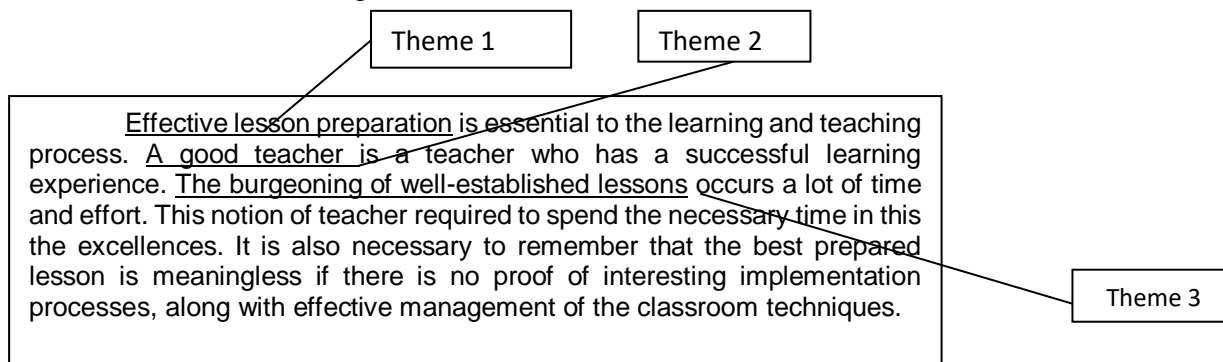 Theme 1
Theme 2
Effective lesson preparation is essential to the learning and teaching
process. A good teacher is a teacher who has a successful learning
experience. The burgeoning of well-established lessons occurs a lot of time
and effort. This notion of teacher required to spend the necessary time in this
the excellences. It is also necessary to remember that the best prepared
lesson is meaningless if there is no proof of interesting implementation
processes, along with effective management of the classroom techniques.
Theme 3